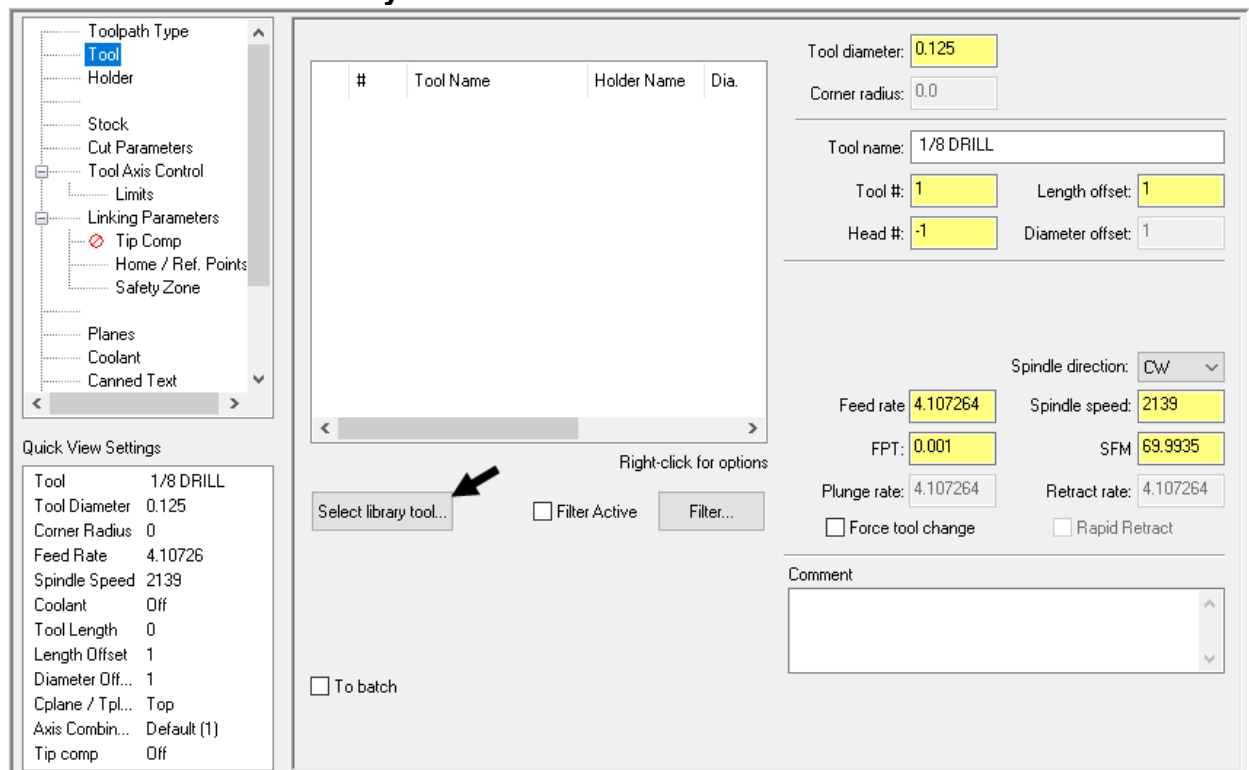 Toolpath Type
Tool
Holder
Stock
Cut Parameters
Tool Axis Control
Limits
Linking Parameters
Tip Comp
Home / Ref. Points
Safety Zone
Planes
Coolant
Canned Text
Quick View Settings
Tool 1/8 DRILL
Tool Diameter 0.125
Corner Radius 0
Feed Rate 4.10726
Spindle Speed 2139
Coolant Off
Tool Length 0
Length Offset 1
Diameter Off... 1
Cplane / Tpl... Top
Axis Combin... Default (1)
Tip comp Off
# Tool Name Holder Name Dia.
Right-click for options
Select library tool... Filter Active Filter...
To batch
Tool diameter: 0.125
Corner radius: 0.0
Tool name: 1/8 DRILL
Tool #: 1 Length offset: 1
Head #: -1 Diameter offset: 1
Spindle direction: CW
Feed rate 4.107264 Spindle speed: 2139
FPT: 0.001 SFM 69.9935
Plunge rate: 4.107264 Retract rate: 4.107264
Force tool change Rapid Retract
Comment